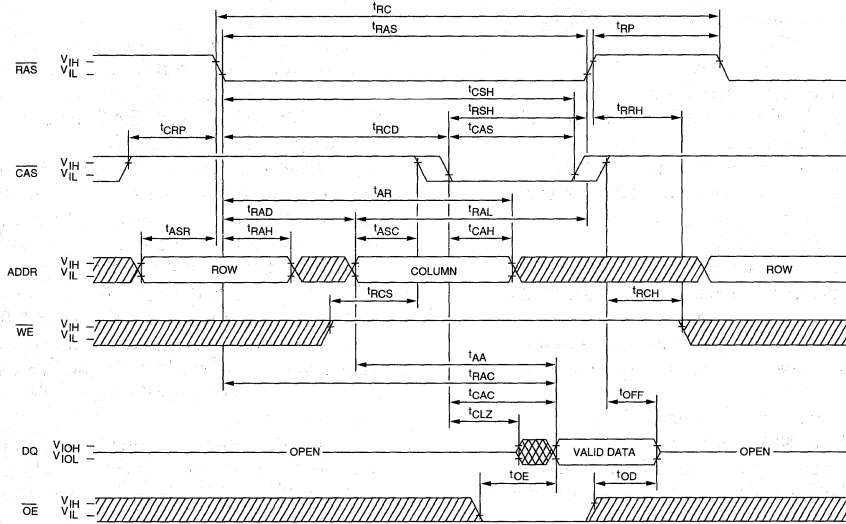 tRC
tRAS
tRP
RAS
VIH
VIL
tCSH
tRSH
tRRH
tCRP
tRCD
tCAS
CAS
VIH
VIL
tAR
tRAD
tRAL
tASR
tRAH
tASC
tCAH
ADDR
VIH
VIL
ROW
COLUMN
ROW
tRCS
tRCH
WE
VIH
VIL
tAA
tRAC
tCAC
tOFF
tCLZ
DQ
VIOH
VIOL
OPEN
VALID DATA
OPEN
tOE
tOD
OE
VIH
VIL